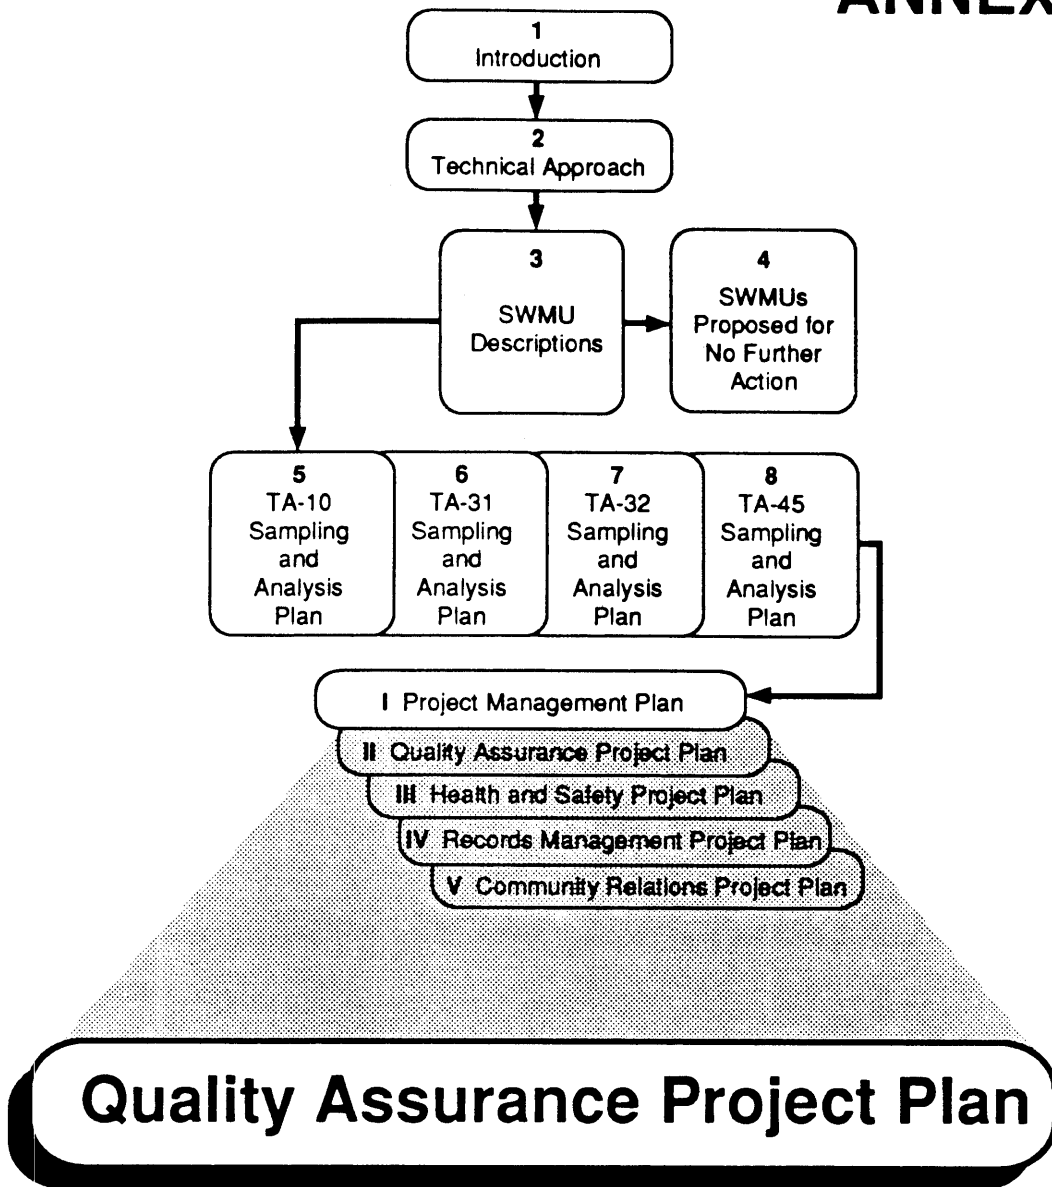 ANNEX
1
Introduction
2
Technical Approach
3
SWMU
Descriptions
4
SWMUs
Proposed for
No Further
Action
5
TA-10
Sampling
and
Analysis
Plan
6
TA-31
Sampling
and
Analysis
Plan
7
TA-32
Sampling
and
Analysis
Plan
8
TA-45
Sampling
and
Analysis
Plan
I Project Management Plan
II Quality Assurance Project Plan
III Health and Safety Project Plan
IV Records Management Project Plan
V Community Relations Project Plan
Quality Assurance Project Plan